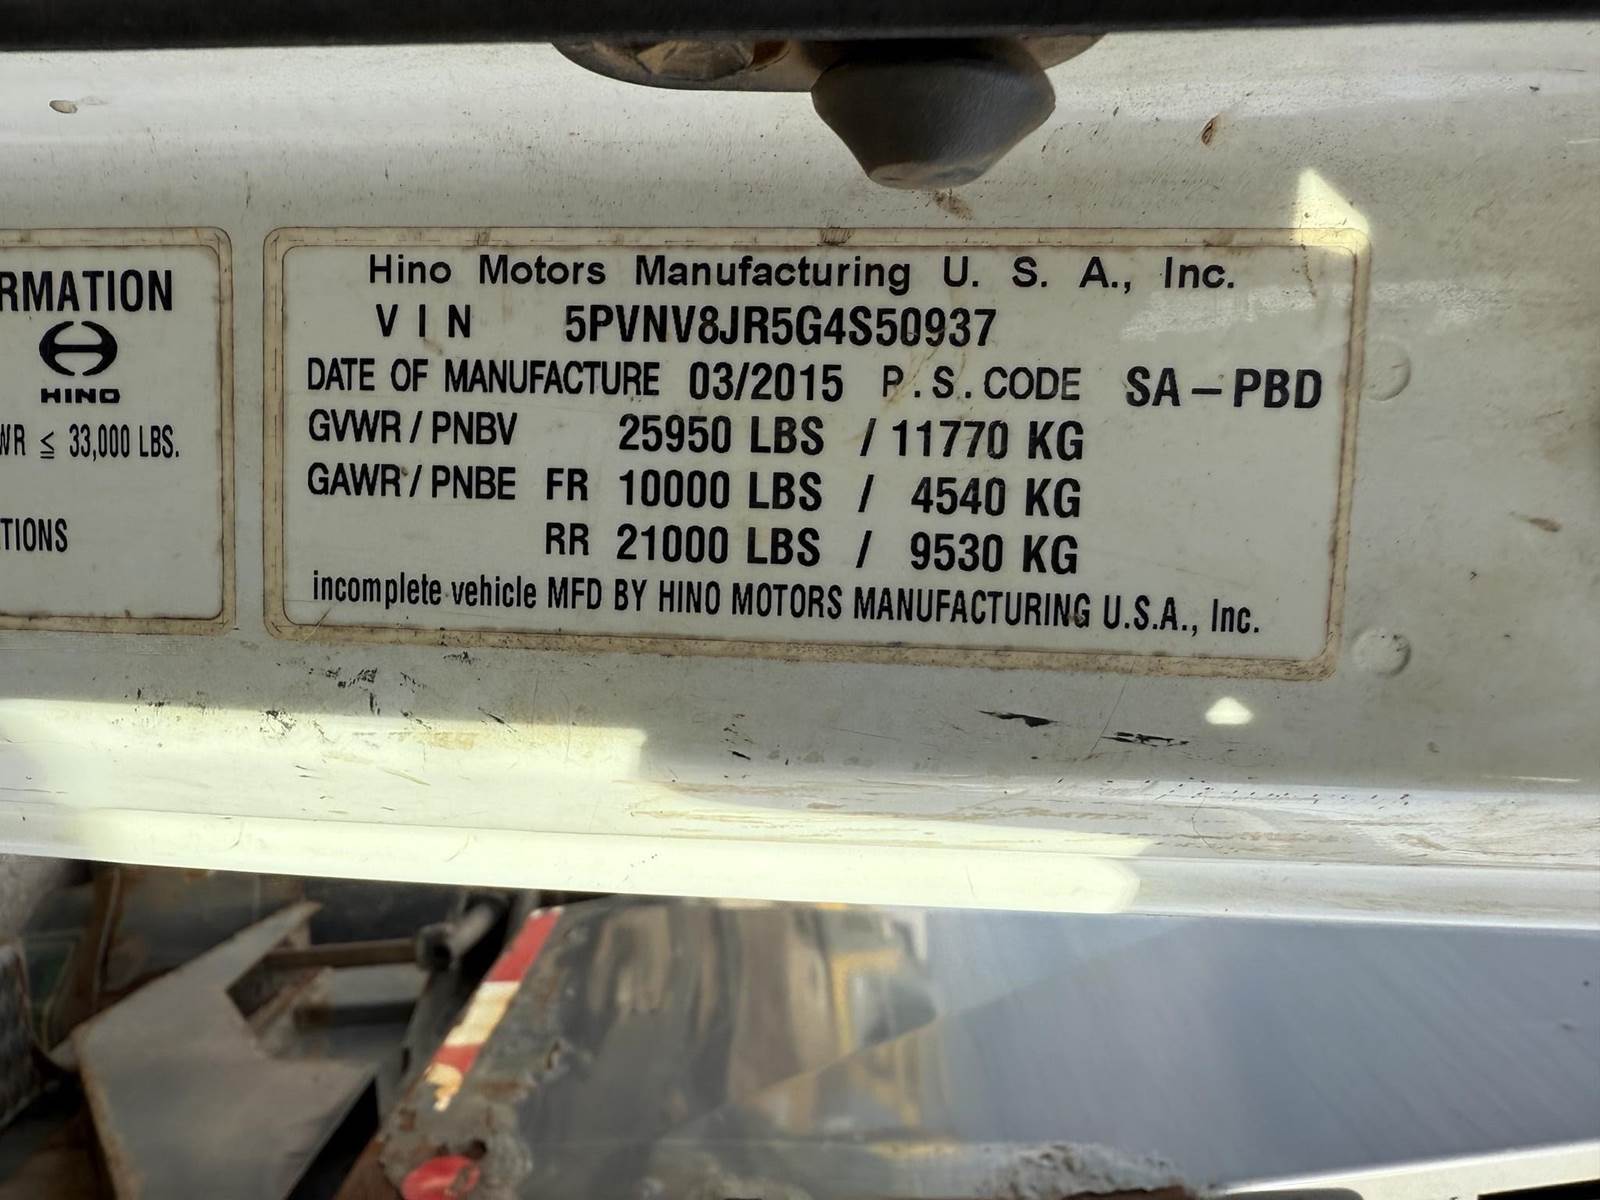 RMATION
HINO
WR ≦ 33,000 LBS.
TIONS
Hino Motors Manufacturing U. S. A., Inc.
VIN 5PVNV8JR5G4S50937
DATE OF MANUFACTURE 03/2015 P.S.CODE SA-PBD
GVWR/PNBV 25950 LBS / 11770 KG
GAWR/PNBE FR 10000 LBS / 4540 KG
RR 21000 LBS / 9530 KG
incomplete vehicle MFD BY HINO MOTORS MANUFACTURING U.S.A., Inc.